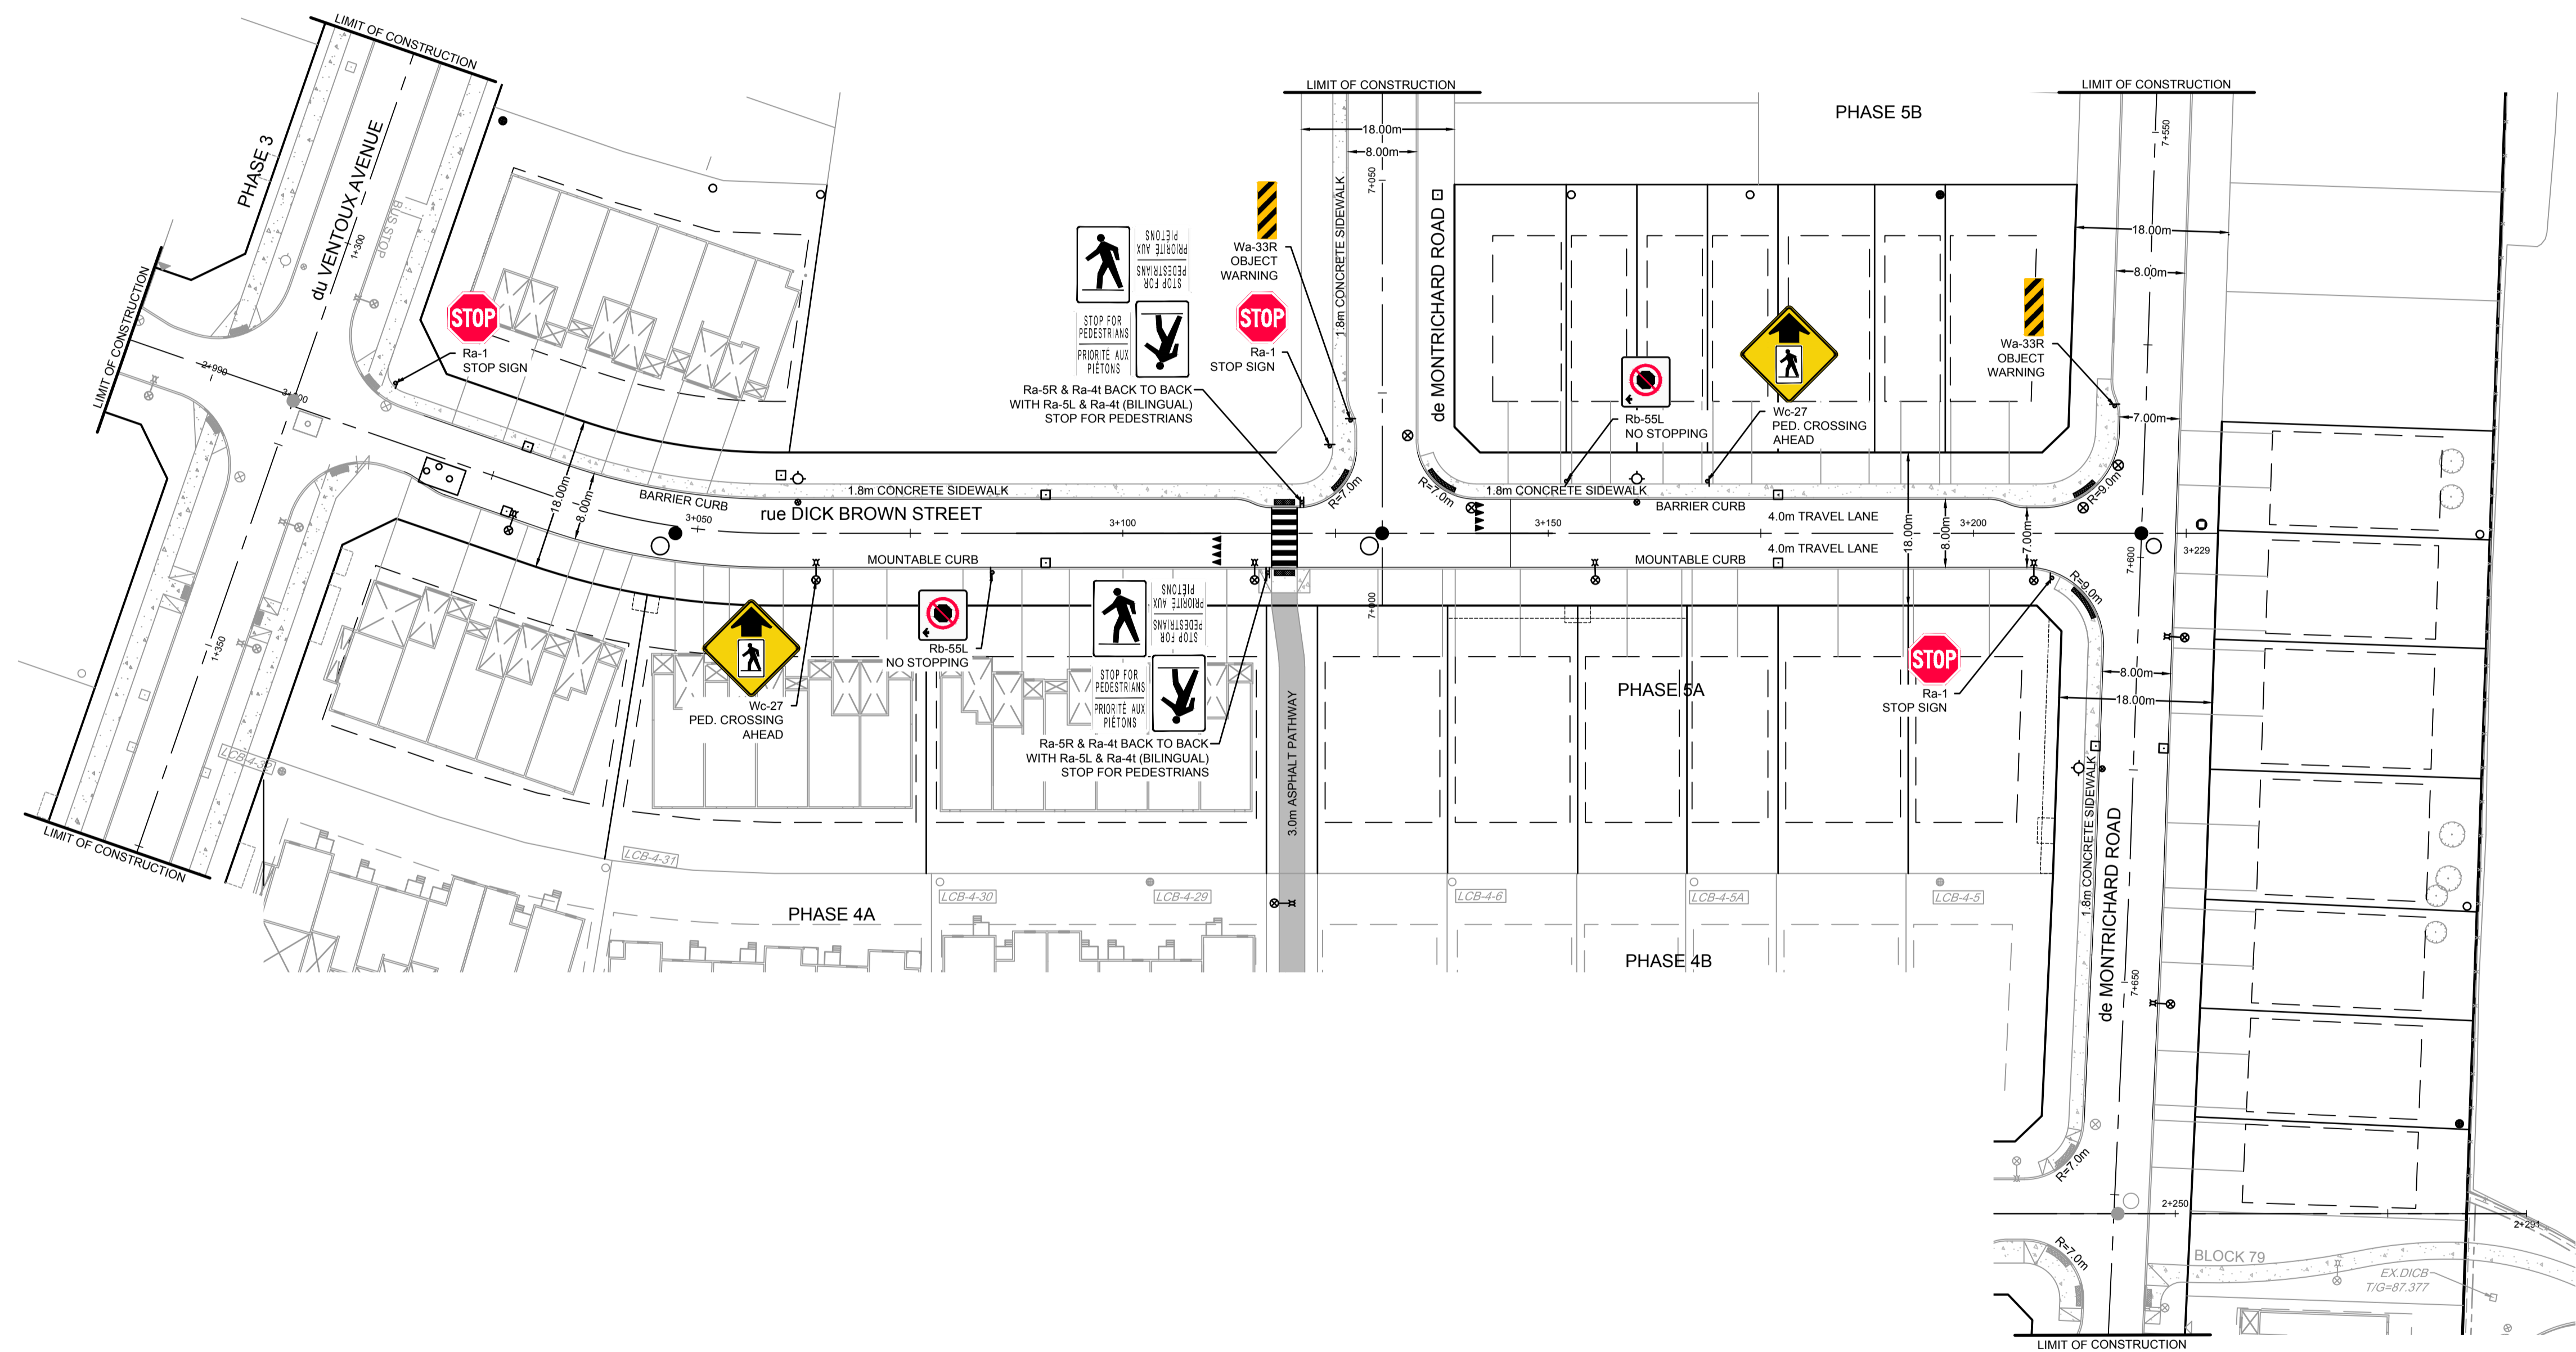 LIMIT OF CONSTRUCTION
PHASE 3
du VENTOUX AVENUE
BUS STOP
1+300
LIMIT OF CONSTRUCTION
2+990
STOP
Ra-1
STOP SIGN
18.00m
8.00m
BARRIER CURB
3+050
rue DICK BROWN STREET
1.8m CONCRETE SIDEWALK
3+100
MOUNTABLE CURB
1+350
LCB-4-32
LIMIT OF CONSTRUCTION
LCB-4-31
PHASE 4A
Wc-27
PED. CROSSING
AHEAD
Rb-55L
NO STOPPING
STOP FOR
PEDESTRIANS
PRIORITÉ AUX
PIÉTONS
STOP FOR
PEDESTRIANS
PRIORITÉ AUX
PIÉTONS
Ra-5R & Ra-4t BACK TO BACK
WITH Ra-5L & Ra-4t (BILINGUAL)
STOP FOR PEDESTRIANS
LCB-4-30
LCB-4-29
3.0m ASPHALT PATHWAY
STOP FOR
PEDESTRIANS
PRIORITÉ AUX
PIÉTONS
STOP FOR
PEDESTRIANS
PRIORITÉ AUX
PIÉTONS
Ra-5R & Ra-4t BACK TO BACK
WITH Ra-5L & Ra-4t (BILINGUAL)
STOP FOR PEDESTRIANS
Wa-33R
OBJECT
WARNING
STOP
Ra-1
STOP SIGN
LIMIT OF CONSTRUCTION
18.00m
8.00m
7+050
1.8m CONCRETE SIDEWALK
de MONTRICHARD ROAD
R=7.0m
R=7.0m
7+000
PHASE 5B
Rb-55L
NO STOPPING
Wc-27
PED. CROSSING
AHEAD
1.8m CONCRETE SIDEWALK
BARRIER CURB
3+150
4.0m TRAVEL LANE
4.0m TRAVEL LANE
MOUNTABLE CURB
3+200
18.00m
8.00m
7.00m
PHASE 5A
LCB-4-6
LCB-4-5A
LCB-4-5
PHASE 4B
STOP
Ra-1
STOP SIGN
LIMIT OF CONSTRUCTION
7+550
18.00m
8.00m
Wa-33R
OBJECT
WARNING
7.00m
R=9.0m
3+229
7+600
R=9.0m
8.00m
18.00m
1.8m CONCRETE SIDEWALK
de MONTRICHARD ROAD
7+650
R=7.0m
2+250
2+291
R=7.0m
BLOCK 79
EX.DICB
T/G=87.377
LIMIT OF CONSTRUCTION